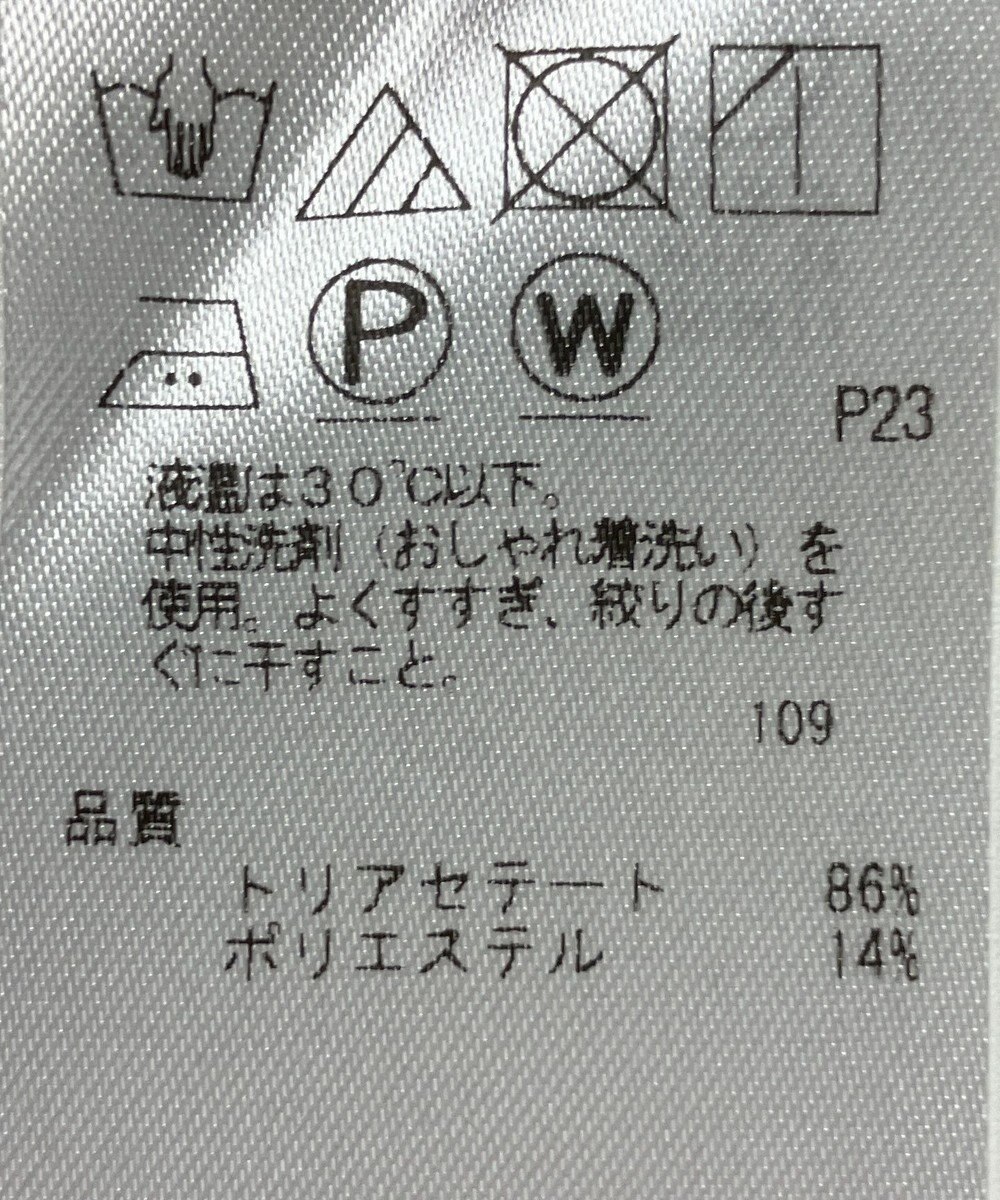 P W
P23
液温は30℃以下。
中性洗剤(おしゃれ着洗い)を
使用。よくすすぎ、絞りの後す
ぐに干すこと。
109
品質
トリアセテート 86%
ポリエステル 14%